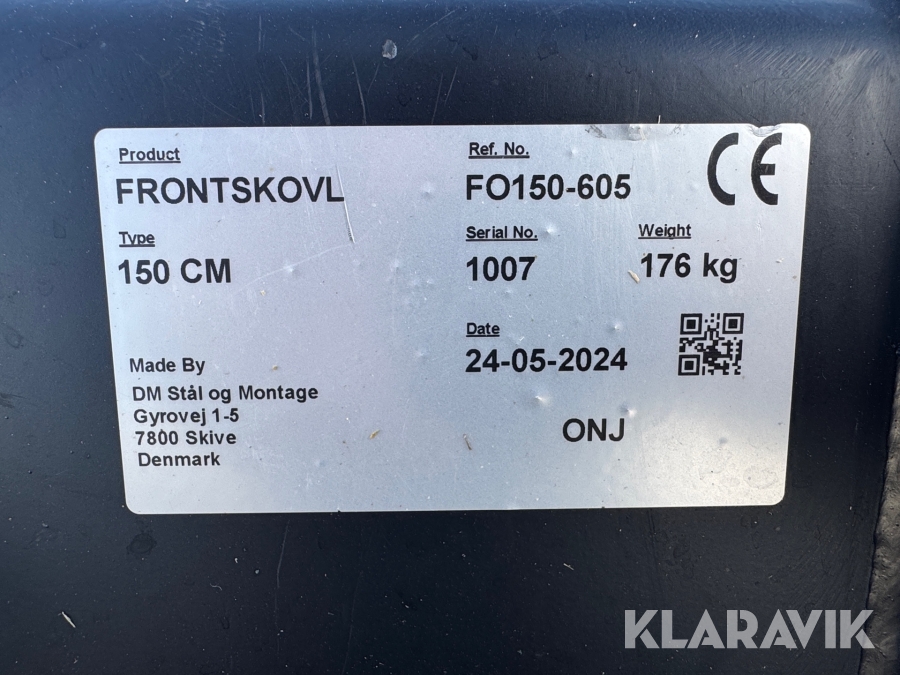 Product
FRONTSKOVL
Type
150 CM
Ref. No.
FO150-605
CE
Serial No.
1007
Weight
176 kg
Date
24-05-2024
Made By
DM Stål og Montage
Gyrovej 1-5
7800 Skive
Denmark
ONJ
KLARAVIK